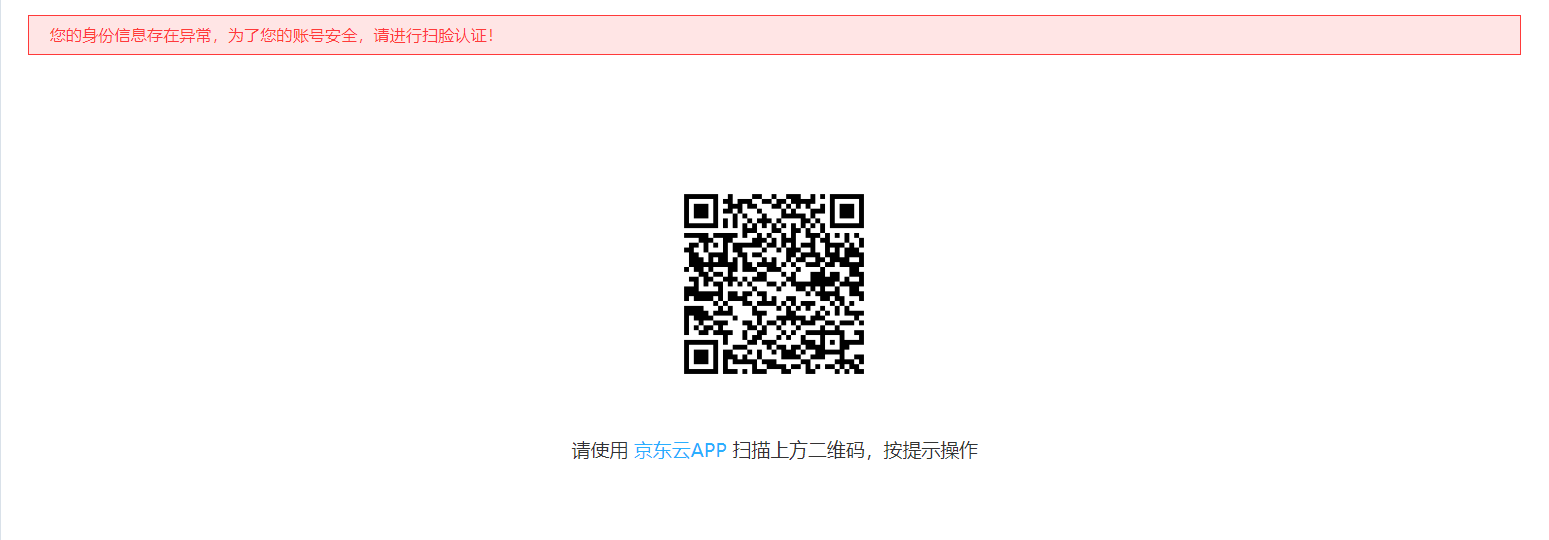 您的身份信息存在异常，为了您的账号安全，请进行扫脸认证！
请使用 京东云APP 扫描上方二维码，按提示操作